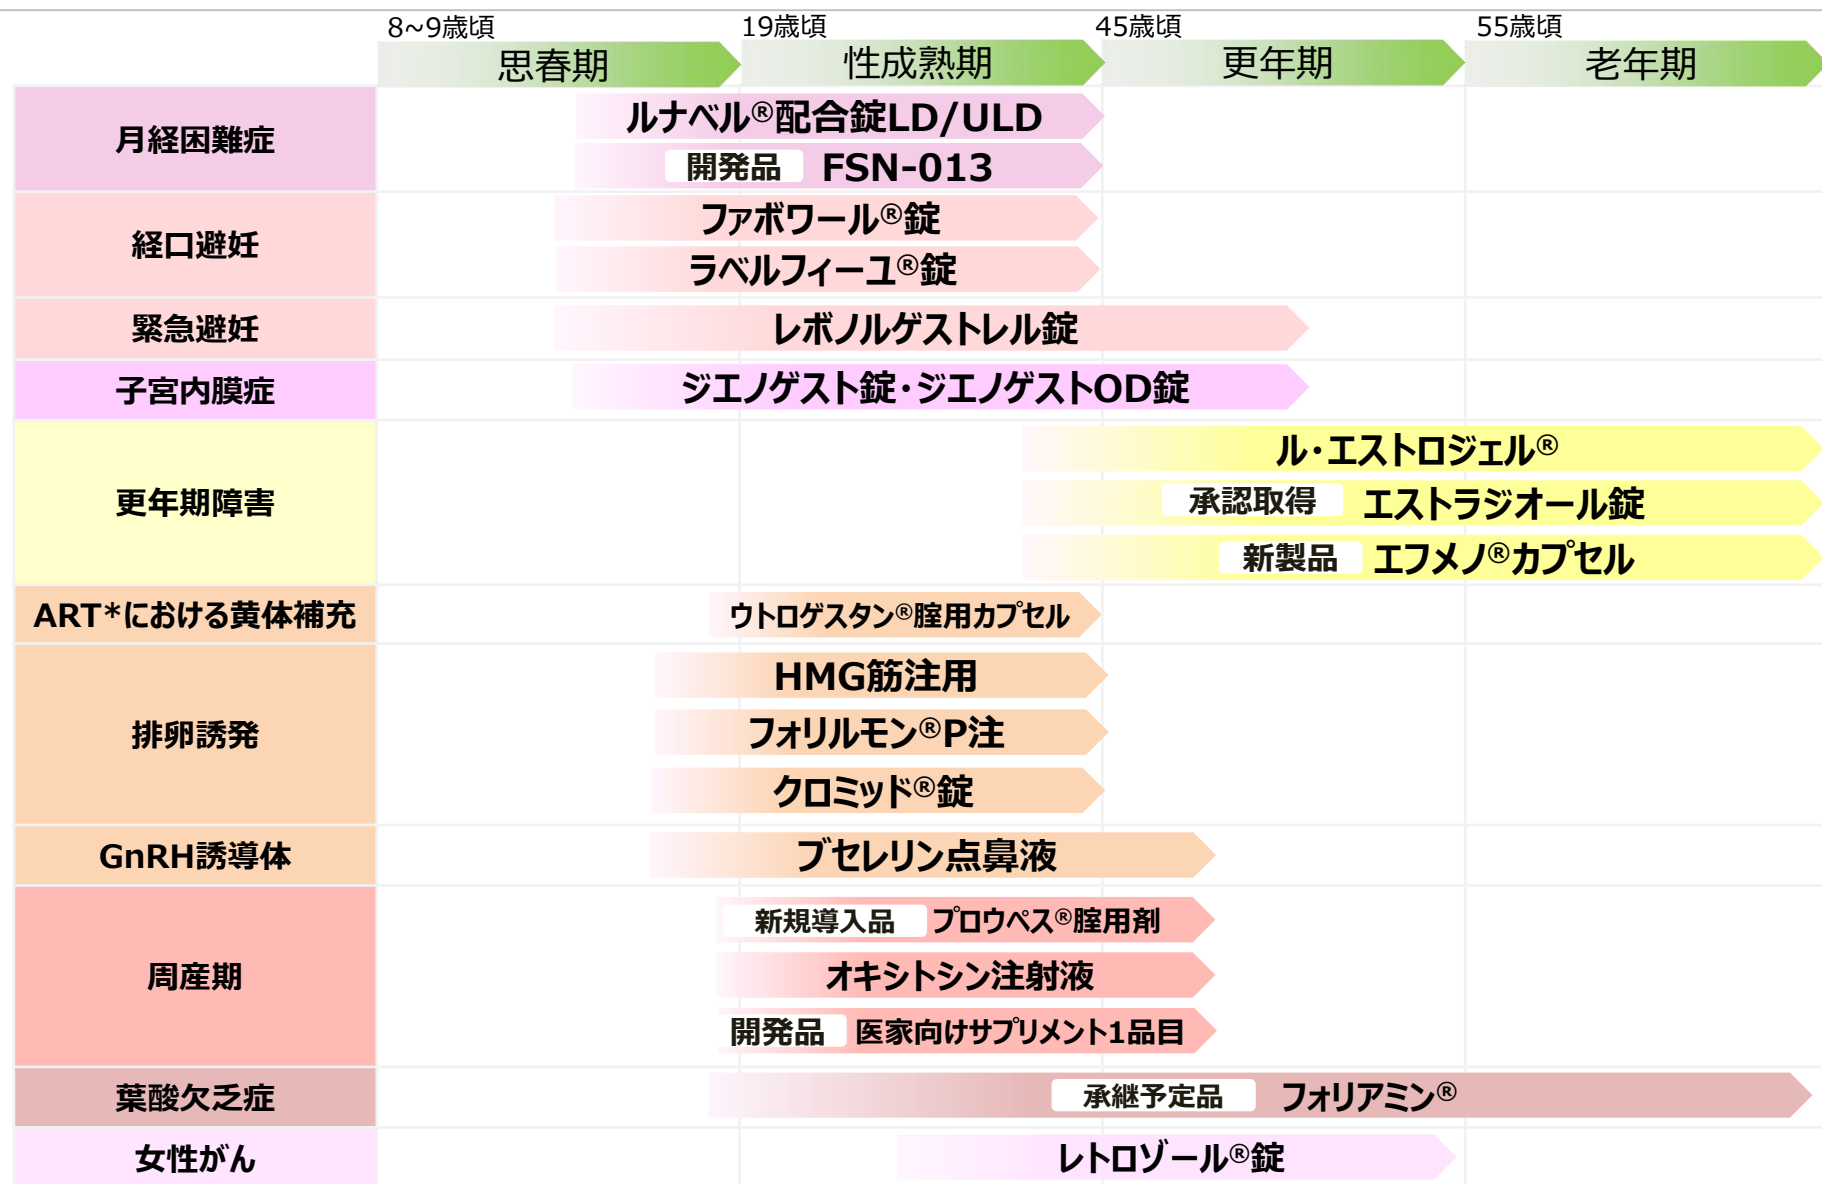 8~9歳頃 19歳頃 45歳頃 55歳頃
思春期 性成熟期 更年期 老年期
月経困難症
ルナベル®配合錠LD/ULD
開発品 FSN-013
経口避妊
ファボワール®錠
ラベルフィーユ®錠
緊急避妊
レボノルゲストレル錠
子宮内膜症
ジエノゲスト錠・ジエノゲストOD錠
更年期障害
ル・エストロジェル®
承認取得 エストラジオール錠
新製品 エフメノ®カプセル
ART*における黄体補充
ウトロゲスタン®腟用カプセル
排卵誘発
HMG筋注用
フォリルモン®P注
クロミッド®錠
GnRH誘導体
ブセレリン点鼻液
周産期
新規導入品 プロウペス®腟用剤
オキシトシン注射液
開発品 医家向けサプリメント1品目
葉酸欠乏症
承継予定品 フォリアミン®
女性がん
レトロゾール®錠